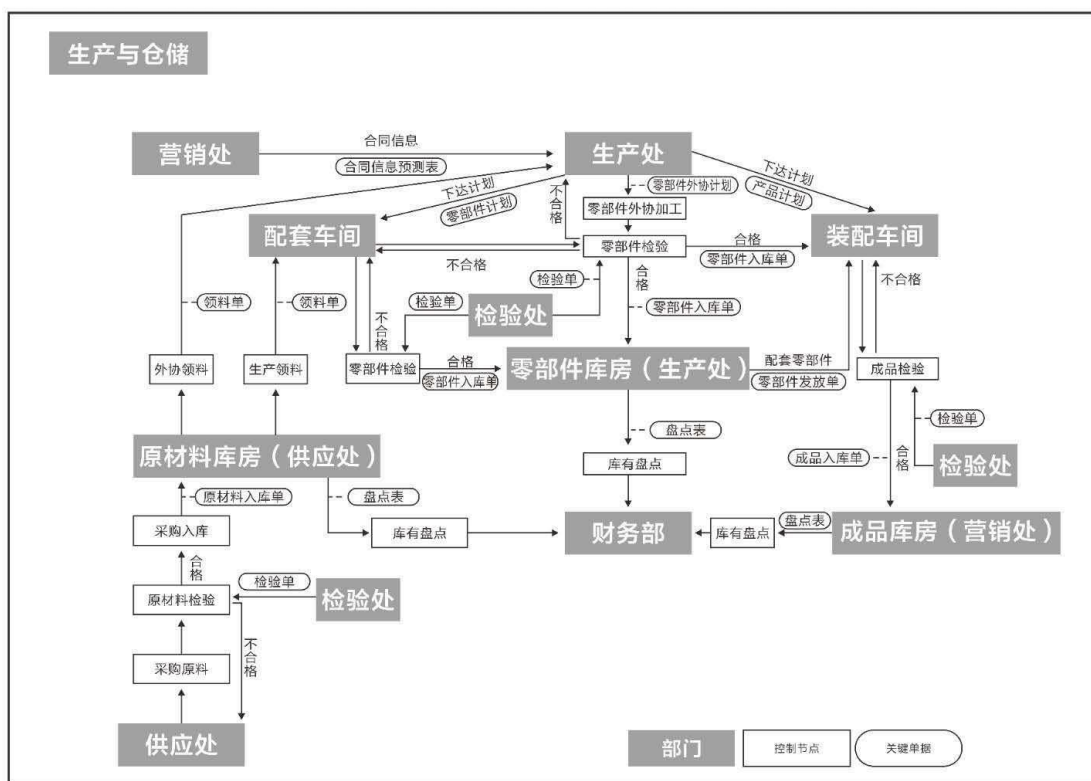 生产与仓储
营销处
合同信息
合同信息预测表
生产处
下达计划
零部件计划
不合格
零部件外协计划
零部件外协加工
下达计划
产品计划
配套车间
不合格
零部件检验
合格
零部件入库单
装配车间
领料单
领料单
不合格
检验单
检验处
检验单
合格
零部件入库单
不合格
外协领料
生产领料
零部件检验
合格
零部件入库单
零部件库房（生产处）
配套零部件
零部件发放单
成品检验
原材料库房（供应处）
盘点表
库有盘点
成品入库单
合格
检验单
检验处
原材料入库单
盘点表
采购入库
库有盘点
财务部
库有盘点
盘点表
成品库房（营销处）
合格
原材料检验
检验单
检验处
不合格
采购原料
供应处
部门
控制节点
关键单据